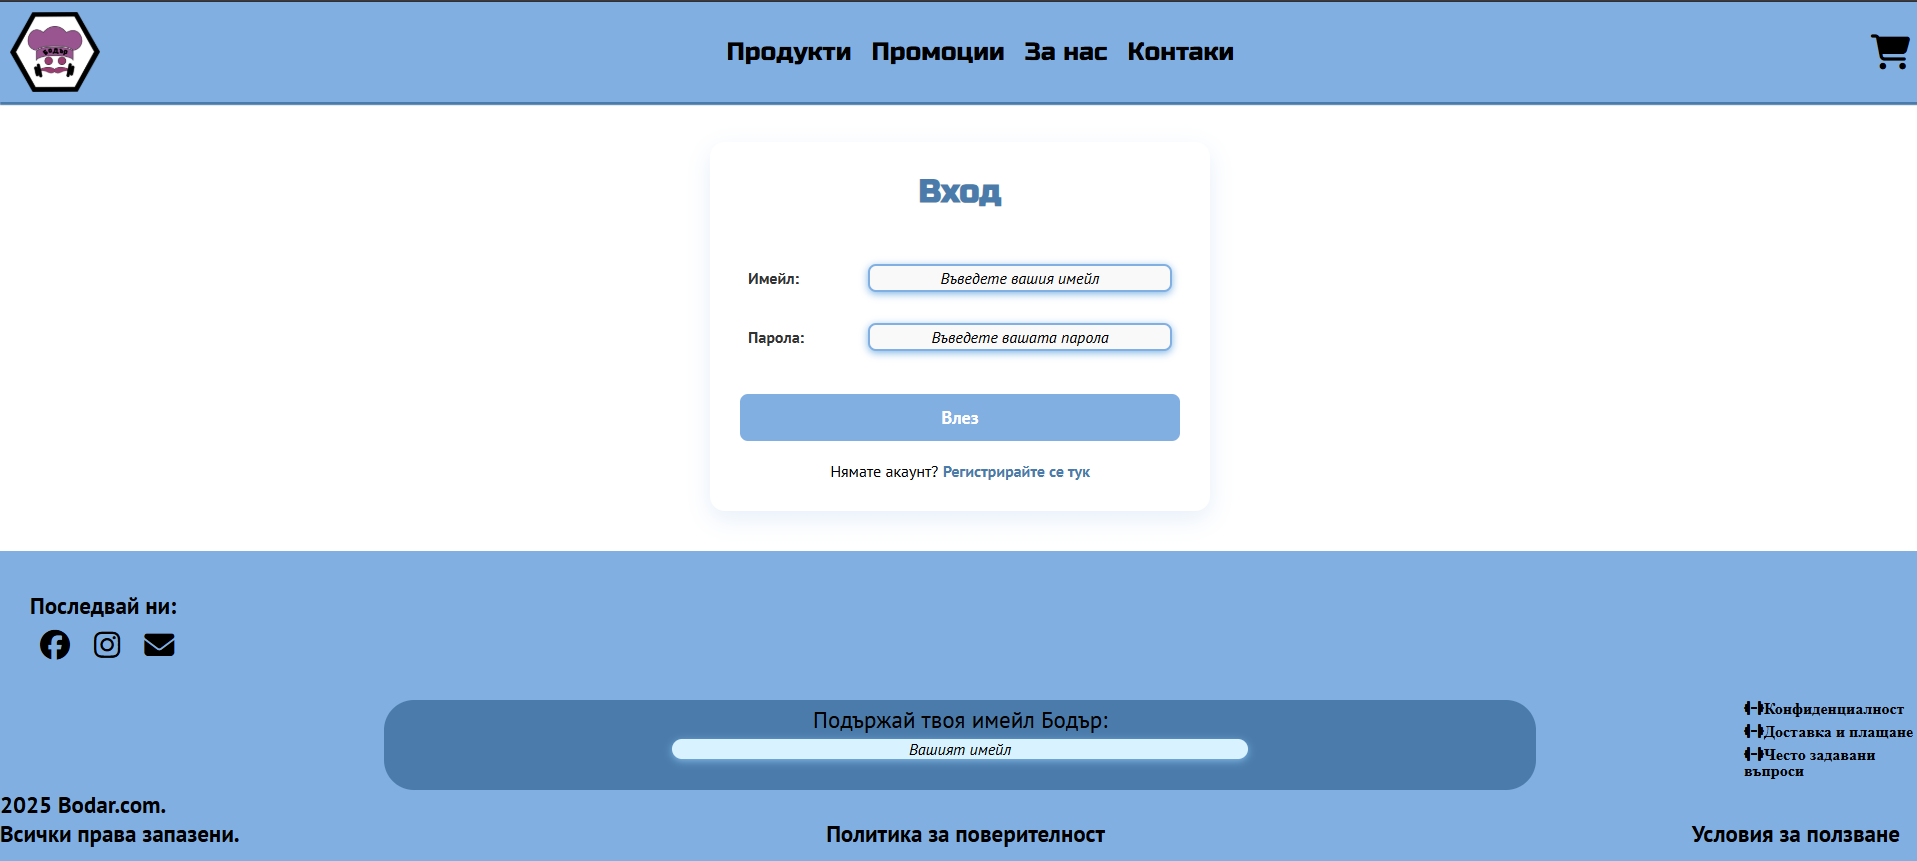 Бодър
Продукти Промоции За нас Контаки
Вход
Имейл: Въведете вашия имейл
Парола: Въведете вашата парола
Влез
Нямате акаунт? Регистрирайте се тук
Последвай ни:
Подържай твоя имейл Бодър:
Вашият имейл
Конфиденциалност
Доставка и плащане
Често задавани
въпроси
2025 Bodar.com.
Всички права запазени. Политика за поверителност Условия за ползване